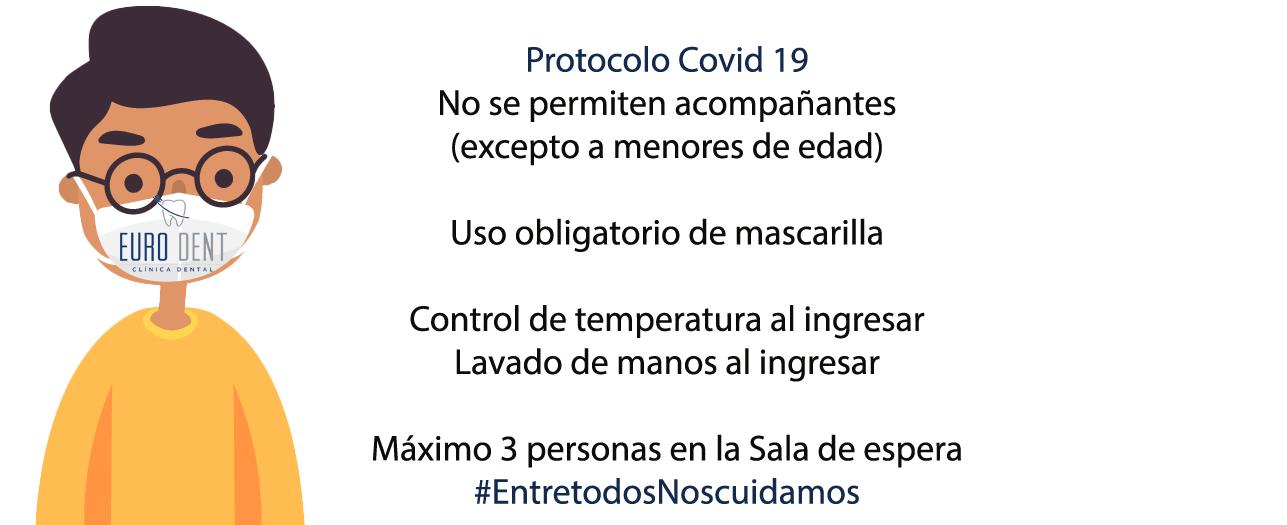 Protocolo Covid 19
No se permiten acompañantes
(excepto a menores de edad)
Uso obligatorio de mascarilla
Control de temperatura al ingresar
Lavado de manos al ingresar
Máximo 3 personas en la Sala de espera
#EntretodosNoscuidamos
EURO DENT
CLÍNICA DENTAL